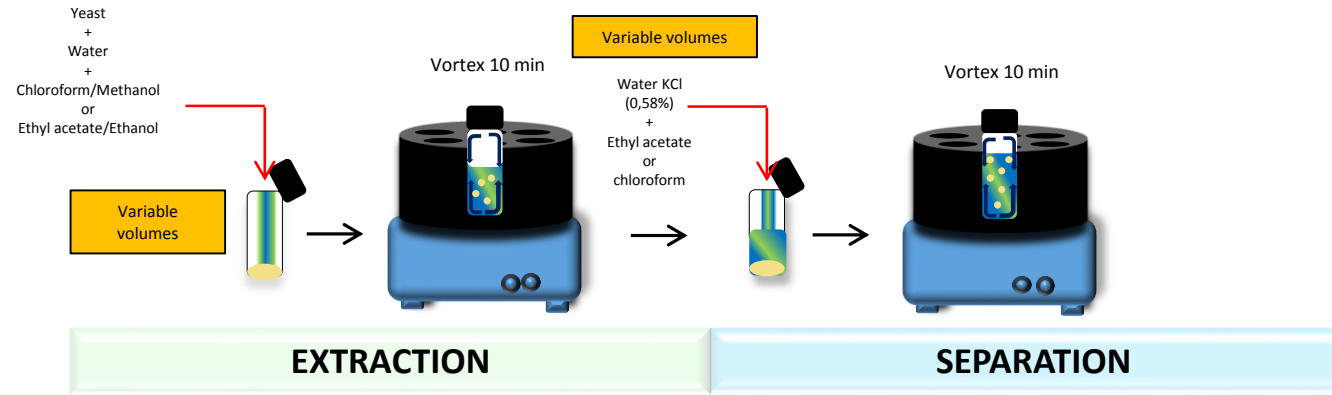 Yeast
+
Water
+
Chloroform/Methanol
or
Ethyl acetate/Ethanol
Variable
volumes
Vortex 10 min
Variable volumes
Water KCl
(0,58%)
+
Ethyl acetate
or
chloroform
Vortex 10 min
EXTRACTION
SEPARATION